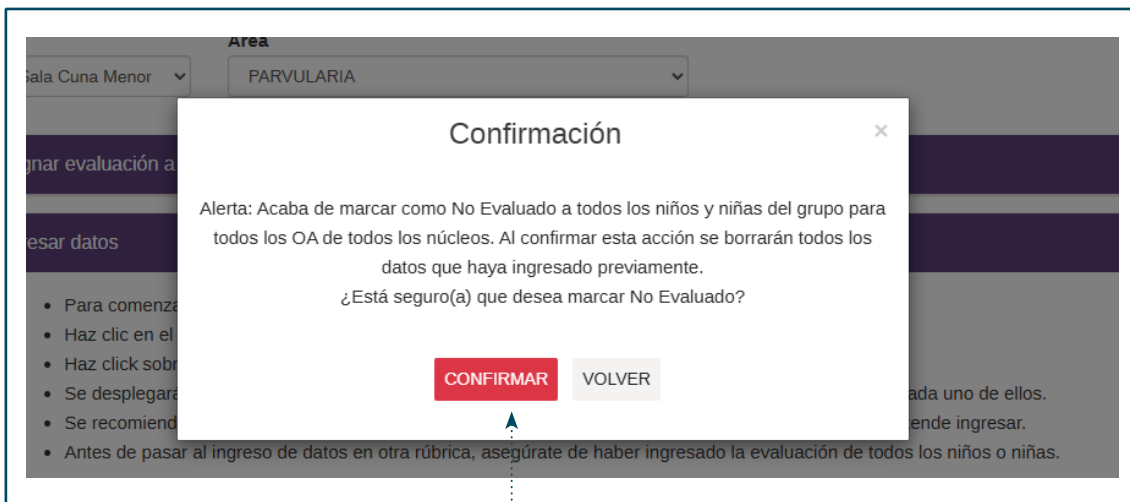 Área
Sala Cuna Menor
PARVULARIA
Confirmación
×
gnar evaluación a
Alerta: Acaba de marcar como No Evaluado a todos los niños y niñas del grupo para
todos los OA de todos los núcleos. Al confirmar esta acción se borrarán todos los
datos que haya ingresado previamente.
¿Está seguro(a) que desea marcar No Evaluado?
esar datos
CONFIRMAR VOLVER
• Para comenza
• Haz clic en el
• Haz click sobr
• Se desplegará ada uno de ellos.
• Se recomiend ende ingresar.
• Antes de pasar al ingreso de datos en otra rúbrica, asegúrate de haber ingresado la evaluación de todos los niños o niñas.